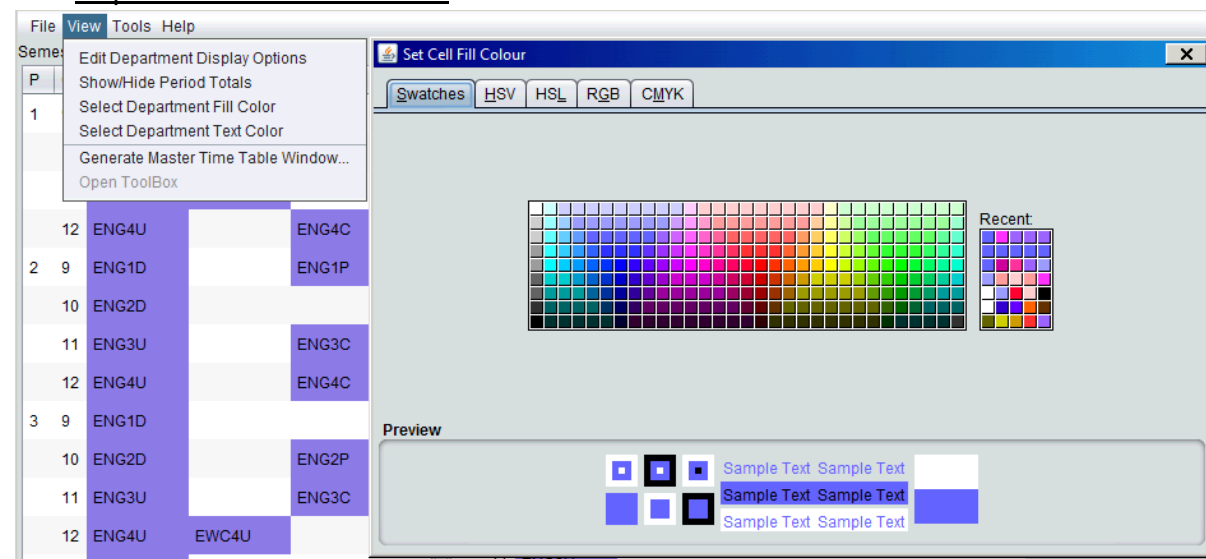 File View Tools Help
Edit Department Display Options
Show/Hide Period Totals
Select Department Fill Color
Select Department Text Color
Generate Master Time Table Window...
Open ToolBox
P
1
12 ENG4U ENG4C
2 9 ENG1D ENG1P
10 ENG2D
11 ENG3U ENG3C
12 ENG4U ENG4C
3 9 ENG1D
10 ENG2D ENG2P
11 ENG3U ENG3C
12 ENG4U EWC4U
Set Cell Fill Colour
Swatches HSV HSL RGB CMYK
Recent:
Preview
Sample Text Sample Text
Sample Text Sample Text
Sample Text Sample Text